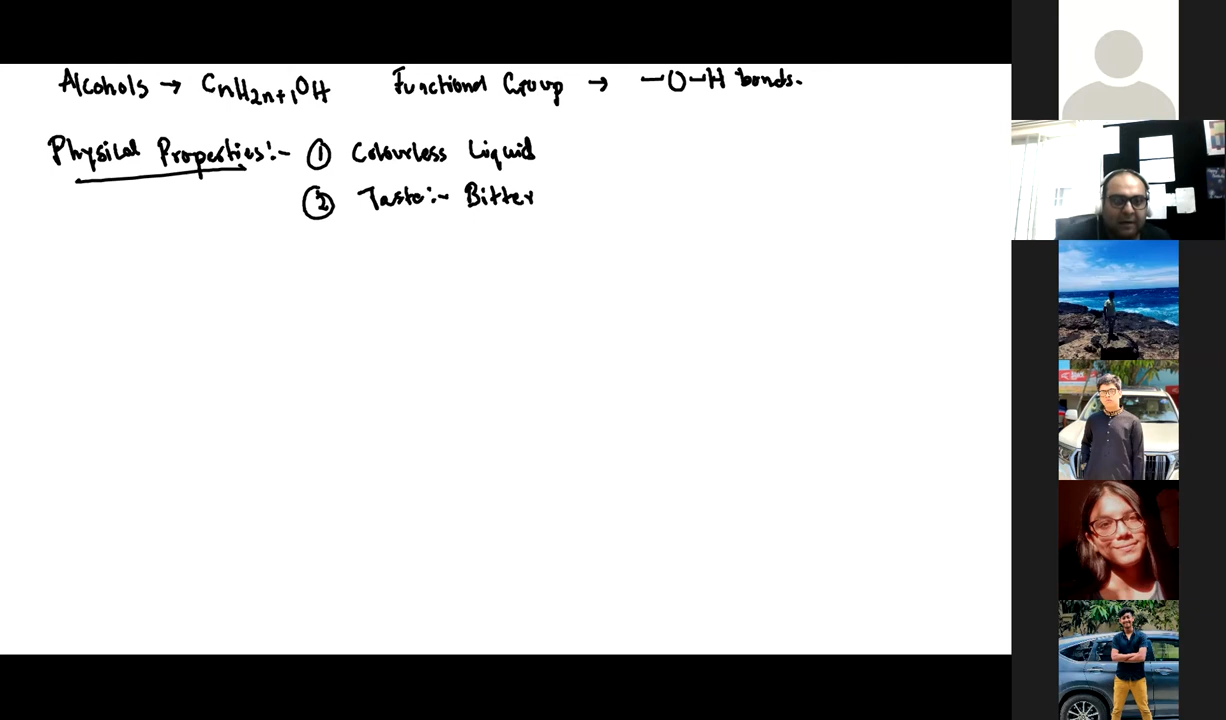 Alcohols → CnH2n+1OH Functional Group → —O—H bonds.
Physical Properties:- ① Colourless Liquid
② Taste:- Bitter